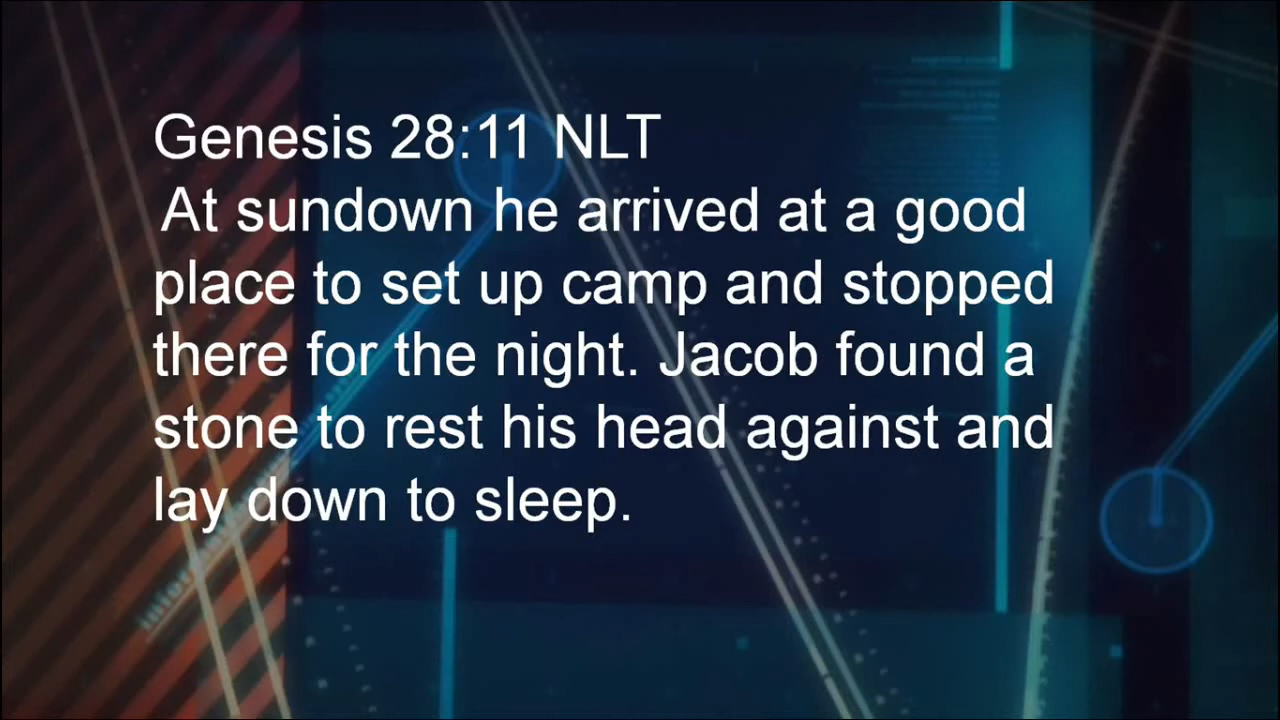 Genesis 28:11 NLT
At sundown he arrived at a good
place to set up camp and stopped
there for the night. Jacob found a
stone to rest his head against and
lay down to sleep.